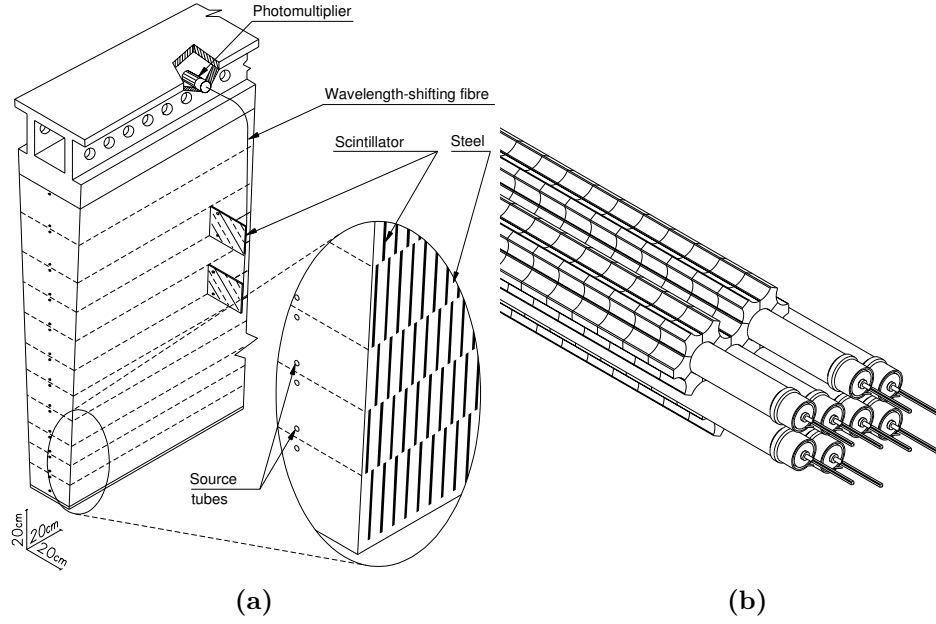 Photomultiplier
Wavelength-shifting fibre
Scintillator
Steel
Source
tubes
20cm
20cm
20cm
(a)
(b)